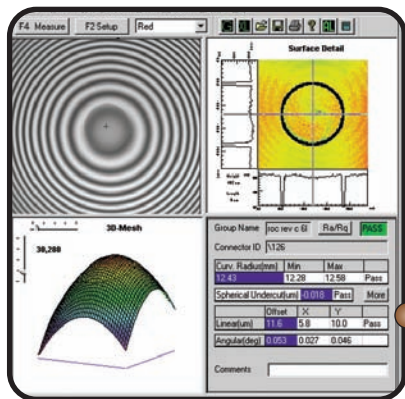 F4 Measure F2 Setup Red
Surface Detail
3D-Mesh
30,208
Group Name roc rev c 6l Ra/Rq PASS
Connector ID \126
Curv. Radius(mm) Min Max
12.43 12.28 12.58 Pass
Spherical Undercut(um) -0.018 Pass More
Offset X Y
Linear(um) 11.6 5.8 10.0 Pass
Angular(deg) 0.053 0.027 0.046
Comments